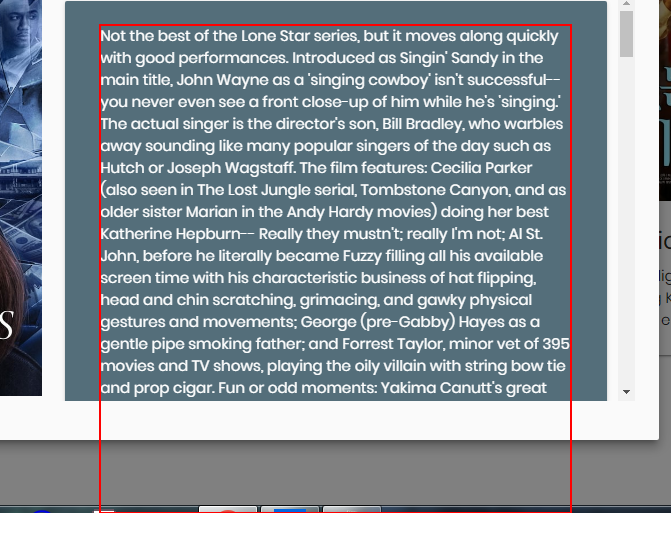 Not the best of the Lone Star series, but it moves along quickly
with good performances. Introduced as Singin' Sandy in the
main title, John Wayne as a 'singing cowboy' isn't successful--
you never even see a front close-up of him while he's 'singing.'
The actual singer is the director's son, Bill Bradley, who warbles
away sounding like many popular singers of the day such as
Hutch or Joseph Wagstaff. The film features: Cecilia Parker
(also seen in The Lost Jungle serial, Tombstone Canyon, and as
older sister Marian in the Andy Hardy movies) doing her best
Katherine Hepburn-- Really they mustn't; really I'm not; Al St.
John, before he literally became Fuzzy filling all his available
screen time with his characteristic business of hat flipping,
head and chin scratching, grimacing, and gawky physical
gestures and movements; George (pre-Gabby) Hayes as a
gentle pipe smoking father; and Forrest Taylor, minor vet of 395
movies and TV shows, playing the oily villain with string bow tie
and prop cigar. Fun or odd moments: Yakima Canutt's great